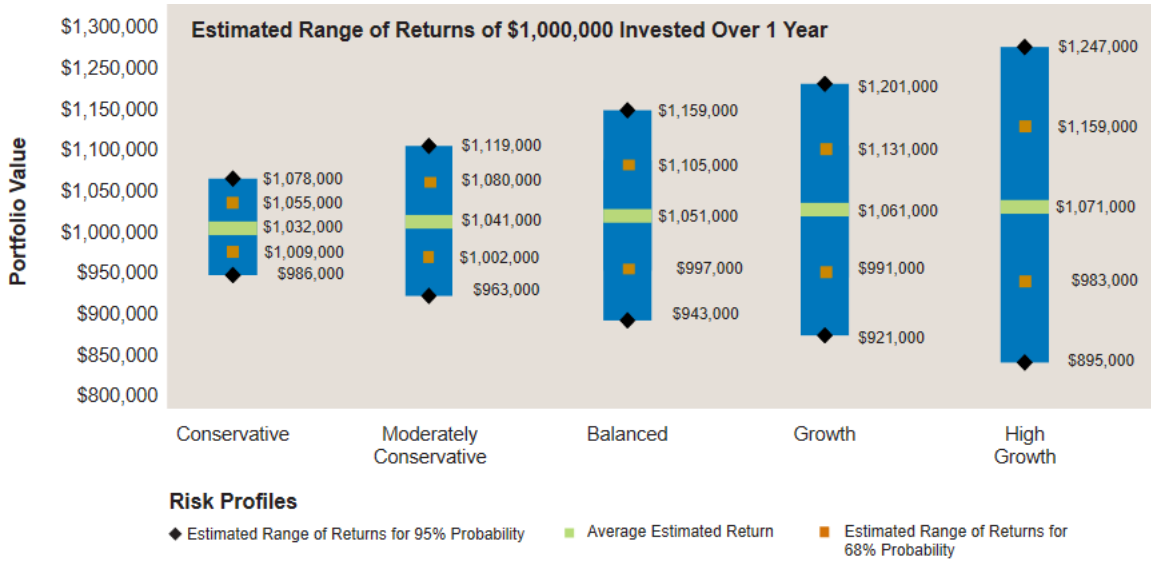 Estimated Range of Returns of $1,000,000 Invested Over 1 Year
Portfolio Value
$1,300,000
$1,250,000
$1,150,000
$1,100,000
$1,050,000
$1,000,000
$950,000
$900,000
$850,000
$800,000
$1,078,000
$1,055,000
$1,032,000
$1,009,000
$986,000
$1,119,000
$1,080,000
$1,041,000
$1,002,000
$963,000
$1,159,000
$1,105,000
$1,051,000
$997,000
$943,000
$1,201,000
$1,131,000
$1,061,000
$991,000
$921,000
$1,247,000
$1,159,000
$1,071,000
$983,000
$895,000
Conservative
Moderately
Conservative
Balanced
Growth
High
Growth
Risk Profiles
Estimated Range of Returns for 95% Probability
Average Estimated Return
Estimated Range of Returns for
68% Probability